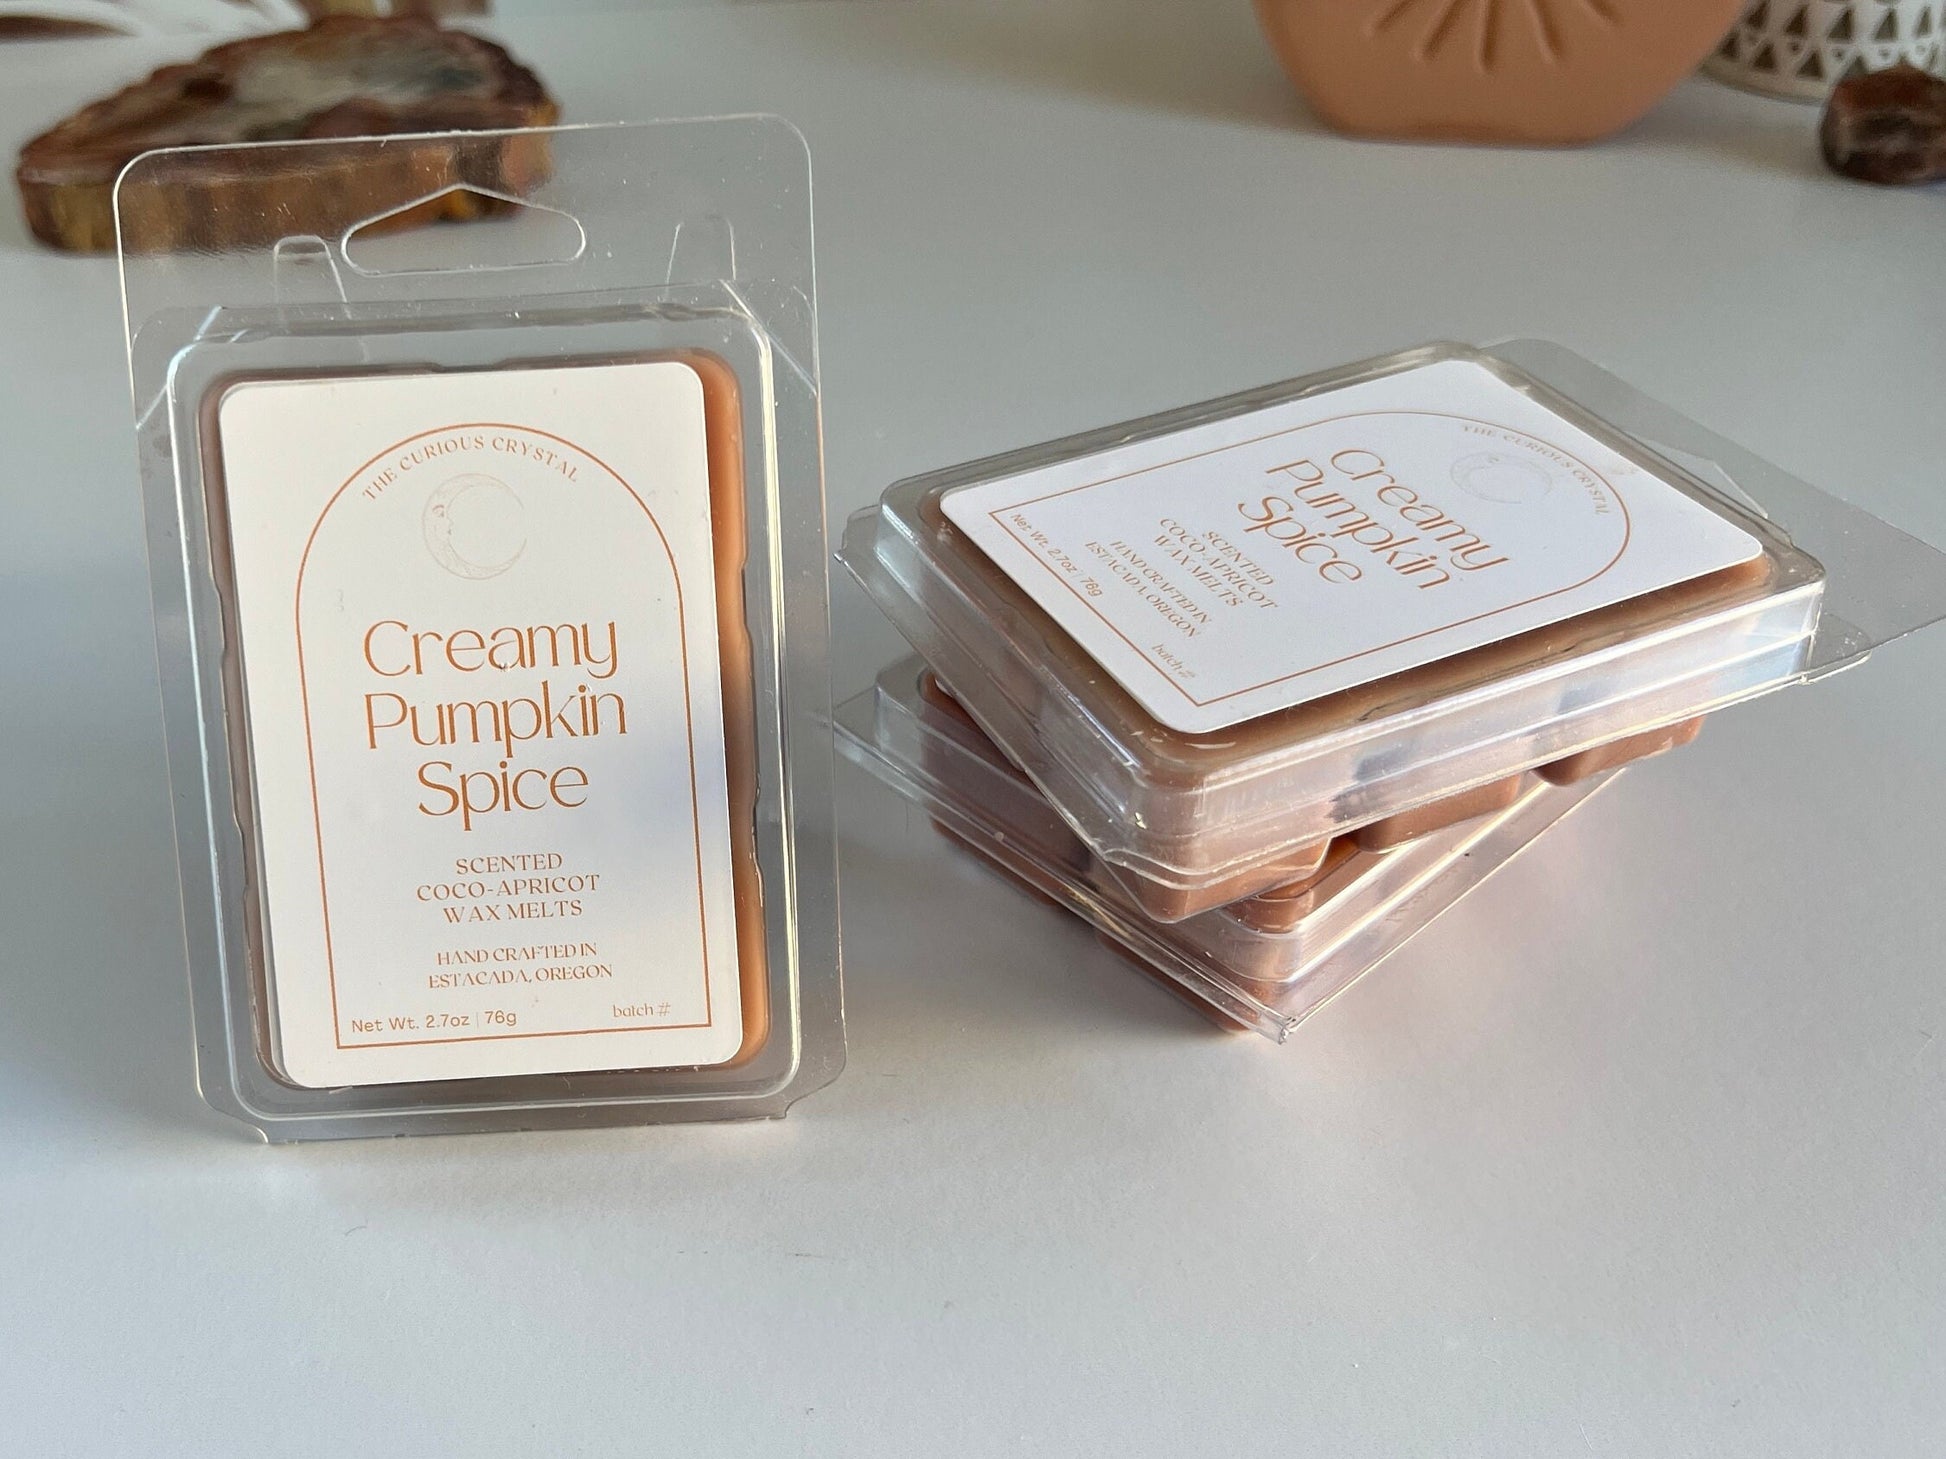 THE CURIOUS CRYSTAL
Creamy
Pumpkin
Spice
SCENTED
COCO-APRICOT
WAX MELTS
HAND CRAFTED IN
ESTACADA, OREGON
Net Wt. 2.7oz | 76g
batch #
THE CURIOUS CRYSTAL
Creamy
Pumpkin
Spice
SCENTED
COCO-APRICOT
WAX MELTS
HAND CRAFTED IN
ESTACADA, OREGON
Net Wt. 2.7oz | 76g
batch #